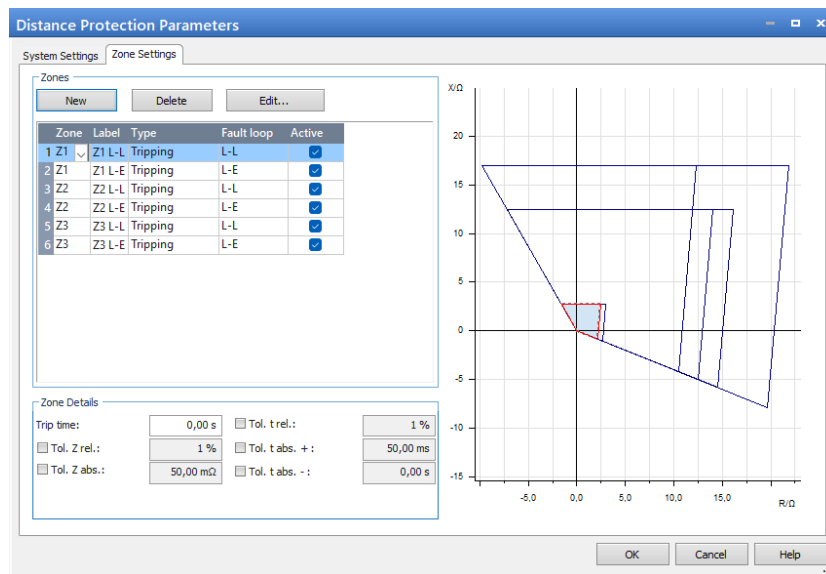 Distance Protection Parameters
System Settings Zone Settings
Zones
New Delete Edit...
Zone Label Type Fault loop Active
1 Z1 Z1 L-L Tripping L-L
2 Z1 Z1 L-E Tripping L-E
3 Z2 Z2 L-L Tripping L-L
4 Z2 Z2 L-E Tripping L-E
5 Z3 Z3 L-L Tripping L-L
6 Z3 Z3 L-E Tripping L-E
Zone Details
Trip time: 0,00 s Tol. t rel.: 1 %
Tol. Z rel.: 1 % Tol. t abs. + : 50,00 ms
Tol. Z abs.: 50,00 mΩ Tol. t abs. - : 0,00 s
X/Ω
20
15
10
5
0
-5
-10
-15
-5,0 0,0 5,0 10,0 15,0
R/Ω
OK Cancel Help